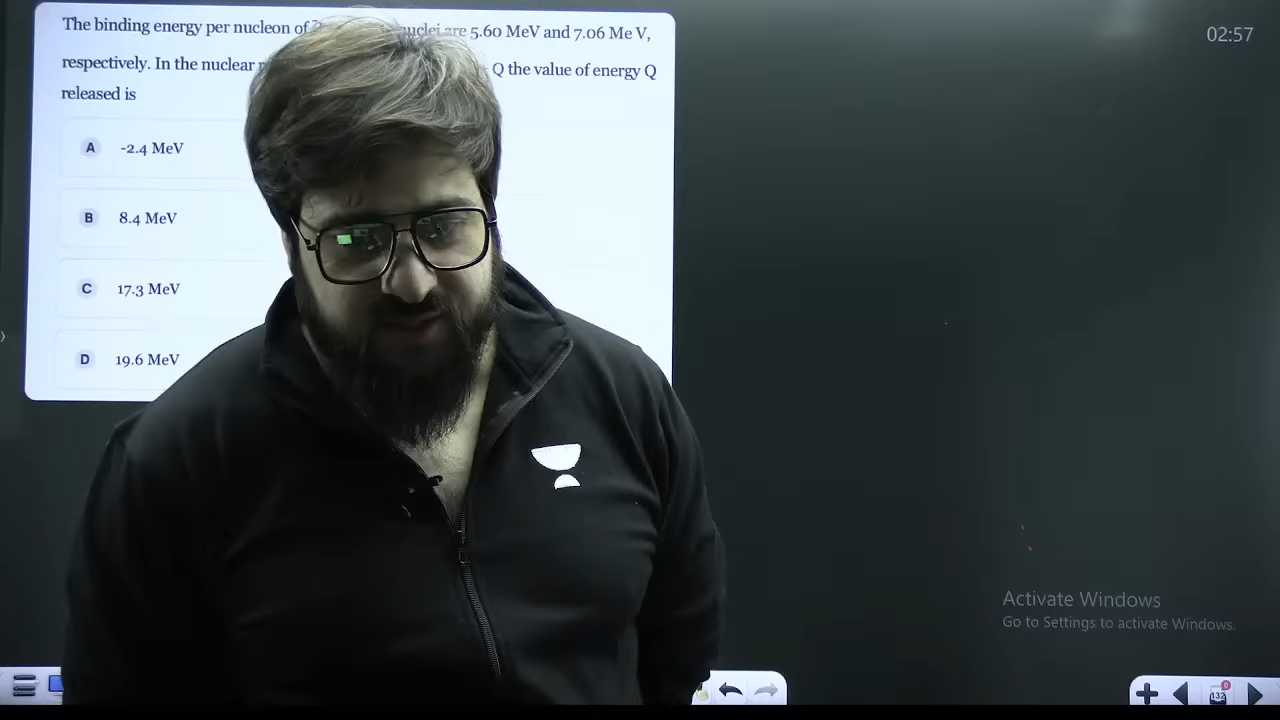 The binding energy per nucleon of nuclei are 5.60 MeV and 7.06 Me V,
respectively. In the nuclear Q the value of energy Q
released is
A -2.4 MeV
B 8.4 MeV
C 17.3 MeV
D 19.6 MeV
02:57
Activate Windows
Go to Settings to activate Windows.
132